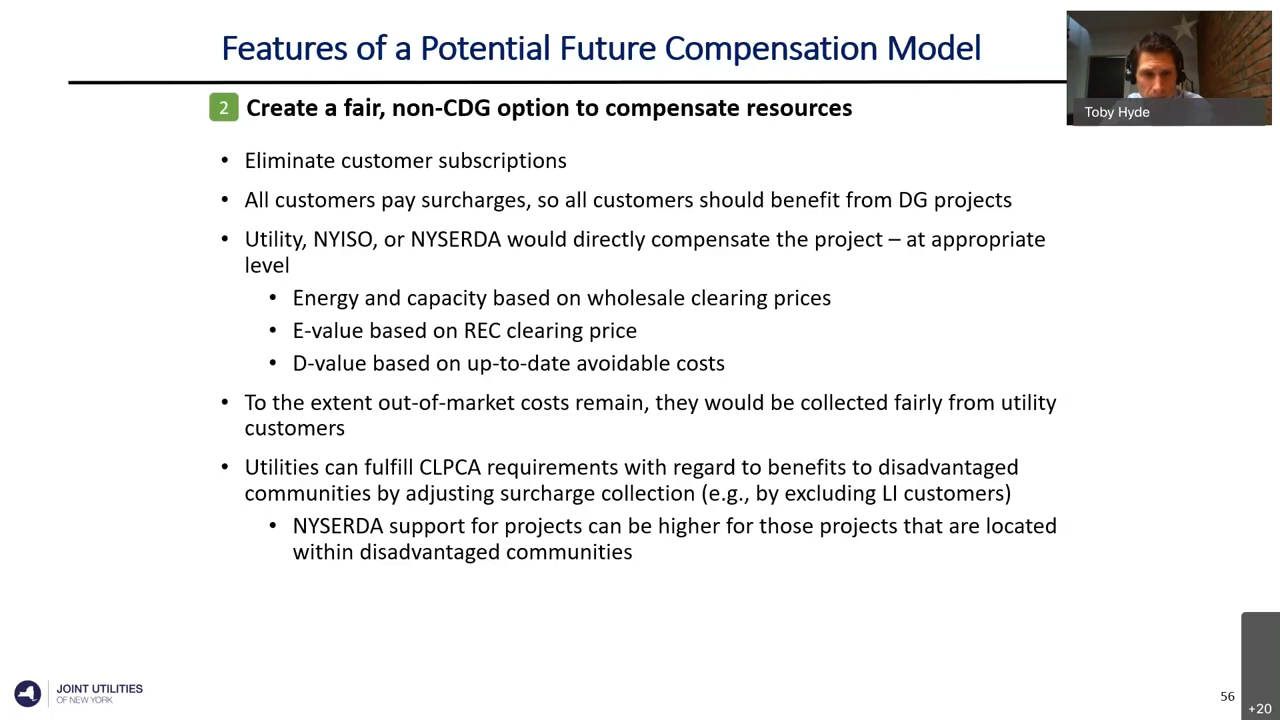 Features of a Potential Future Compensation Model
Toby Hyde
2 Create a fair, non-CDG option to compensate resources
• Eliminate customer subscriptions
• All customers pay surcharges, so all customers should benefit from DG projects
• Utility, NYISO, or NYSERDA would directly compensate the project – at appropriate
level
• Energy and capacity based on wholesale clearing prices
• E-value based on REC clearing price
• D-value based on up-to-date avoidable costs
• To the extent out-of-market costs remain, they would be collected fairly from utility
customers
• Utilities can fulfill CLPCA requirements with regard to benefits to disadvantaged
communities by adjusting surcharge collection (e.g., by excluding LI customers)
• NYSERDA support for projects can be higher for those projects that are located
within disadvantaged communities
JOINT UTILITIES
OF NEW YORK
56
+20